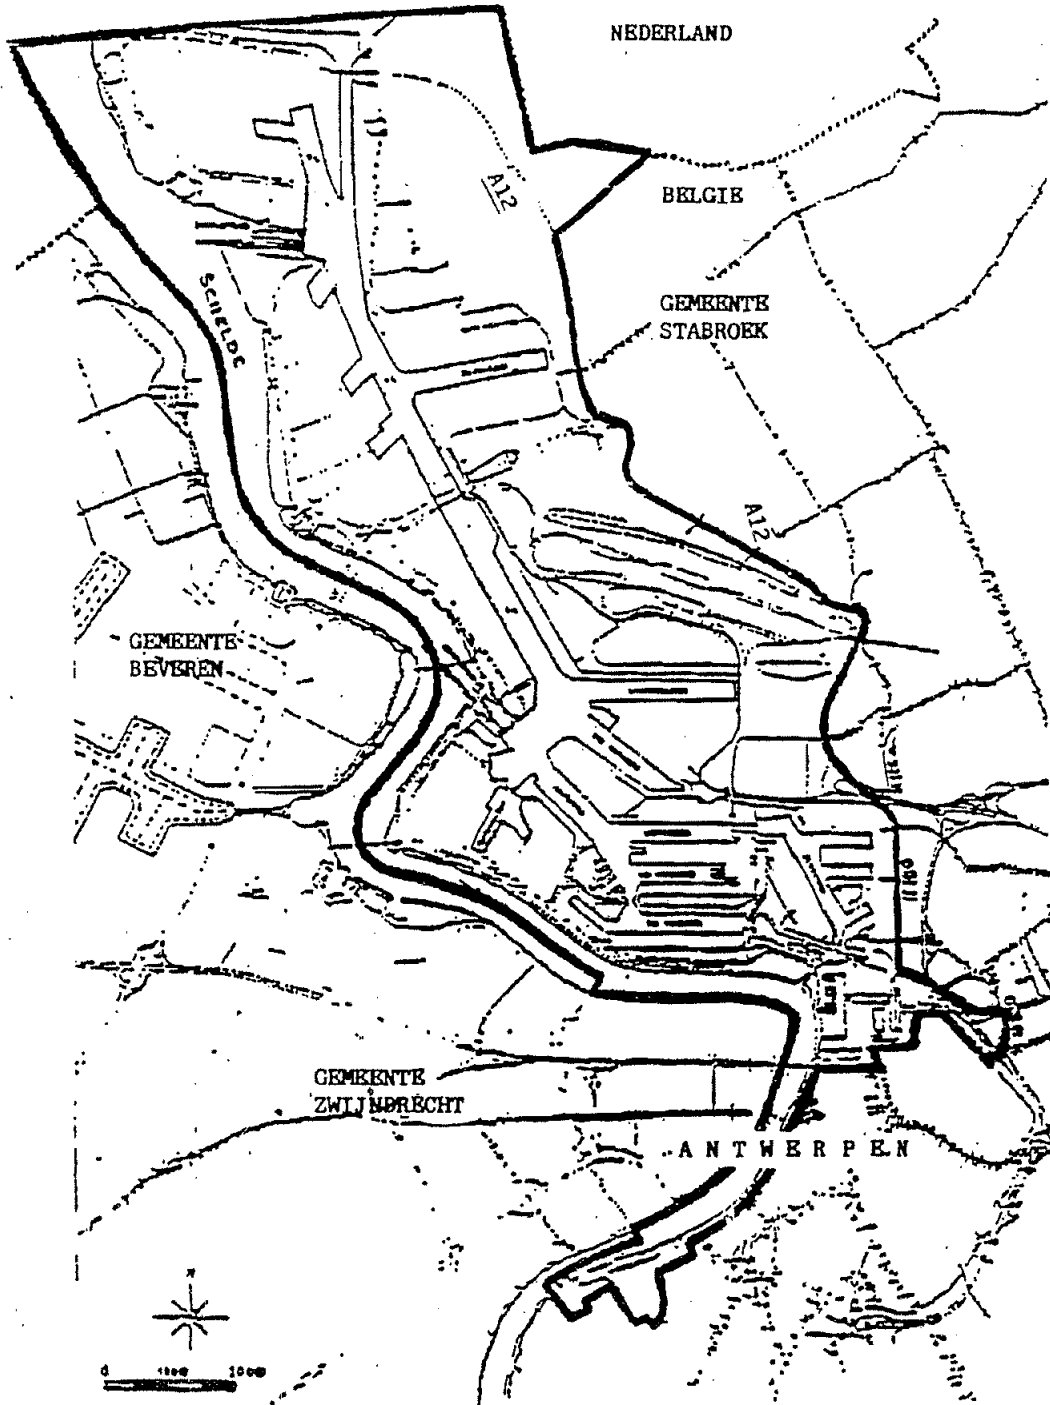 NEDERLAND
BELGIE
A12
SCHELDE
GEMEENTE
STABROEK
A12
GEMEENTE
BEVEREN
GEMEENTE
ZWIJNDRECHT
ANTWERPEN
N